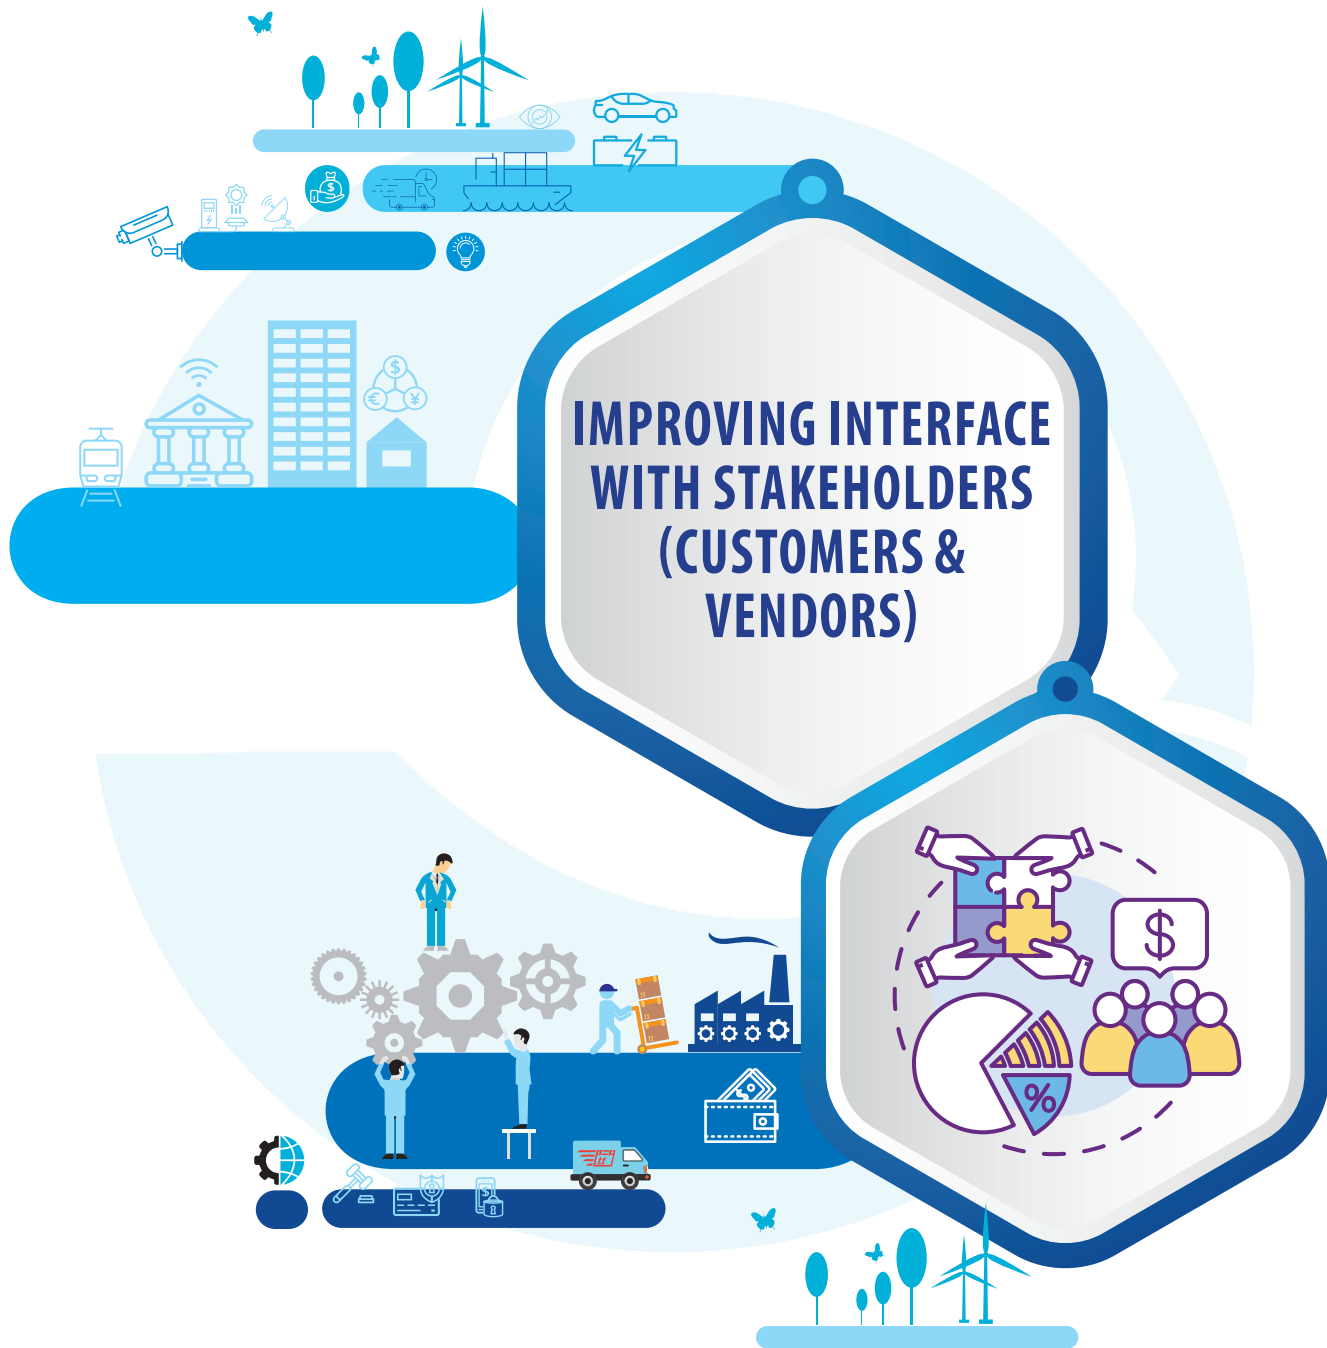 $
$
€ ¥
IMPROVING INTERFACE
WITH STAKEHOLDERS
(CUSTOMERS &
VENDORS)
$
%
$